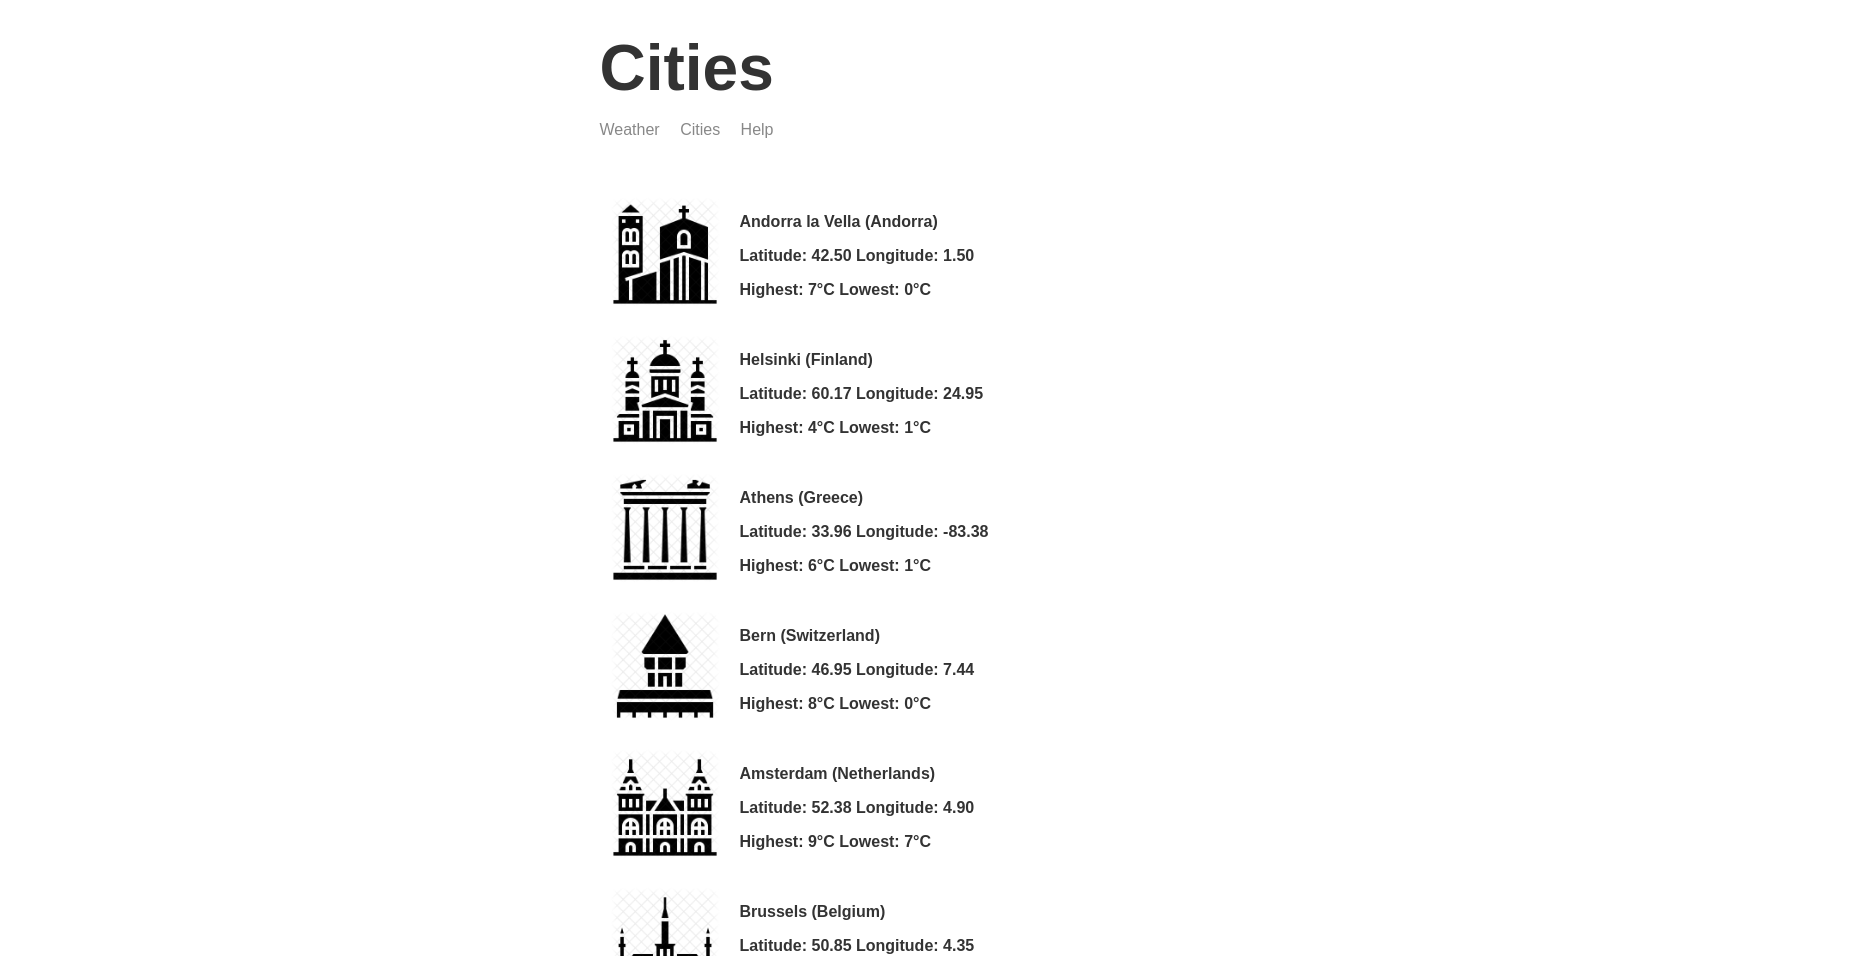 Cities
Weather Cities Help
Andorra la Vella (Andorra)
Latitude: 42.50 Longitude: 1.50
Highest: 7°C Lowest: 0°C
Helsinki (Finland)
Latitude: 60.17 Longitude: 24.95
Highest: 4°C Lowest: 1°C
Athens (Greece)
Latitude: 33.96 Longitude: -83.38
Highest: 6°C Lowest: 1°C
Bern (Switzerland)
Latitude: 46.95 Longitude: 7.44
Highest: 8°C Lowest: 0°C
Amsterdam (Netherlands)
Latitude: 52.38 Longitude: 4.90
Highest: 9°C Lowest: 7°C
Brussels (Belgium)
Latitude: 50.85 Longitude: 4.35